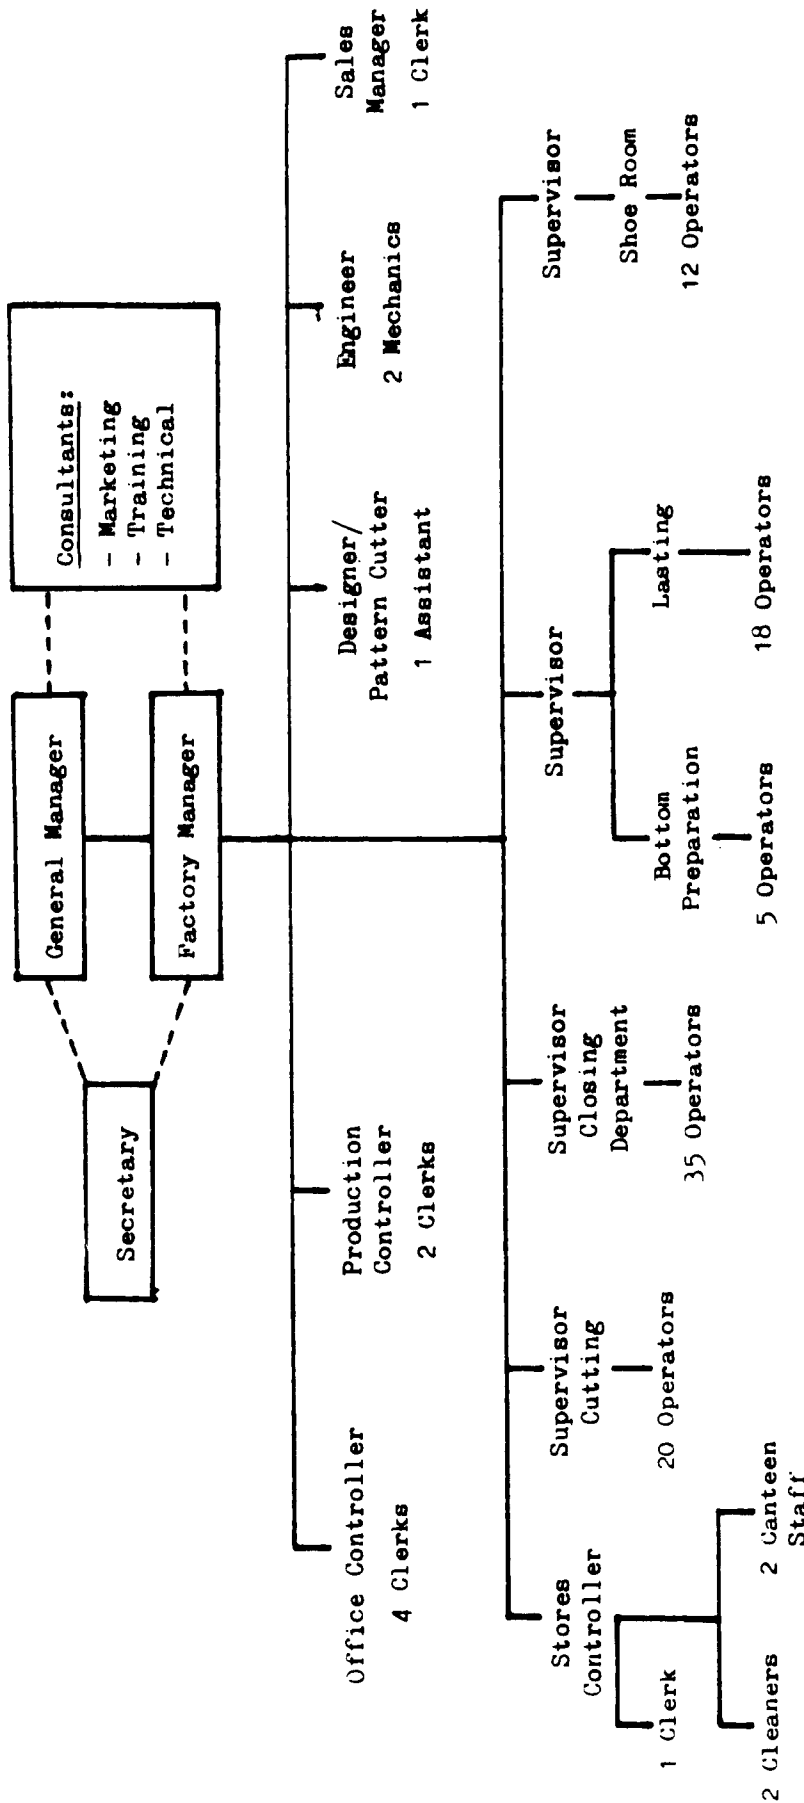 General Manager
Factory Manager
Secretary
Consultants:
- Marketing
- Training
- Technical
Office Controller
4 Clerks
Production
Controller
2 Clerks
Designer/
Pattern Cutter
1 Assistant
Engineer
2 Mechanics
Sales
Manager
1 Clerk
Stores
Controller
1 Clerk
2 Cleaners
2 Canteen
Staff
Supervisor
Cutting
20 Operators
Supervisor
Closing
Department
35 Operators
Supervisor
Bottom
Preparation
5 Operators
Lasting
18 Operators
Supervisor
Shoe Room
12 Operators